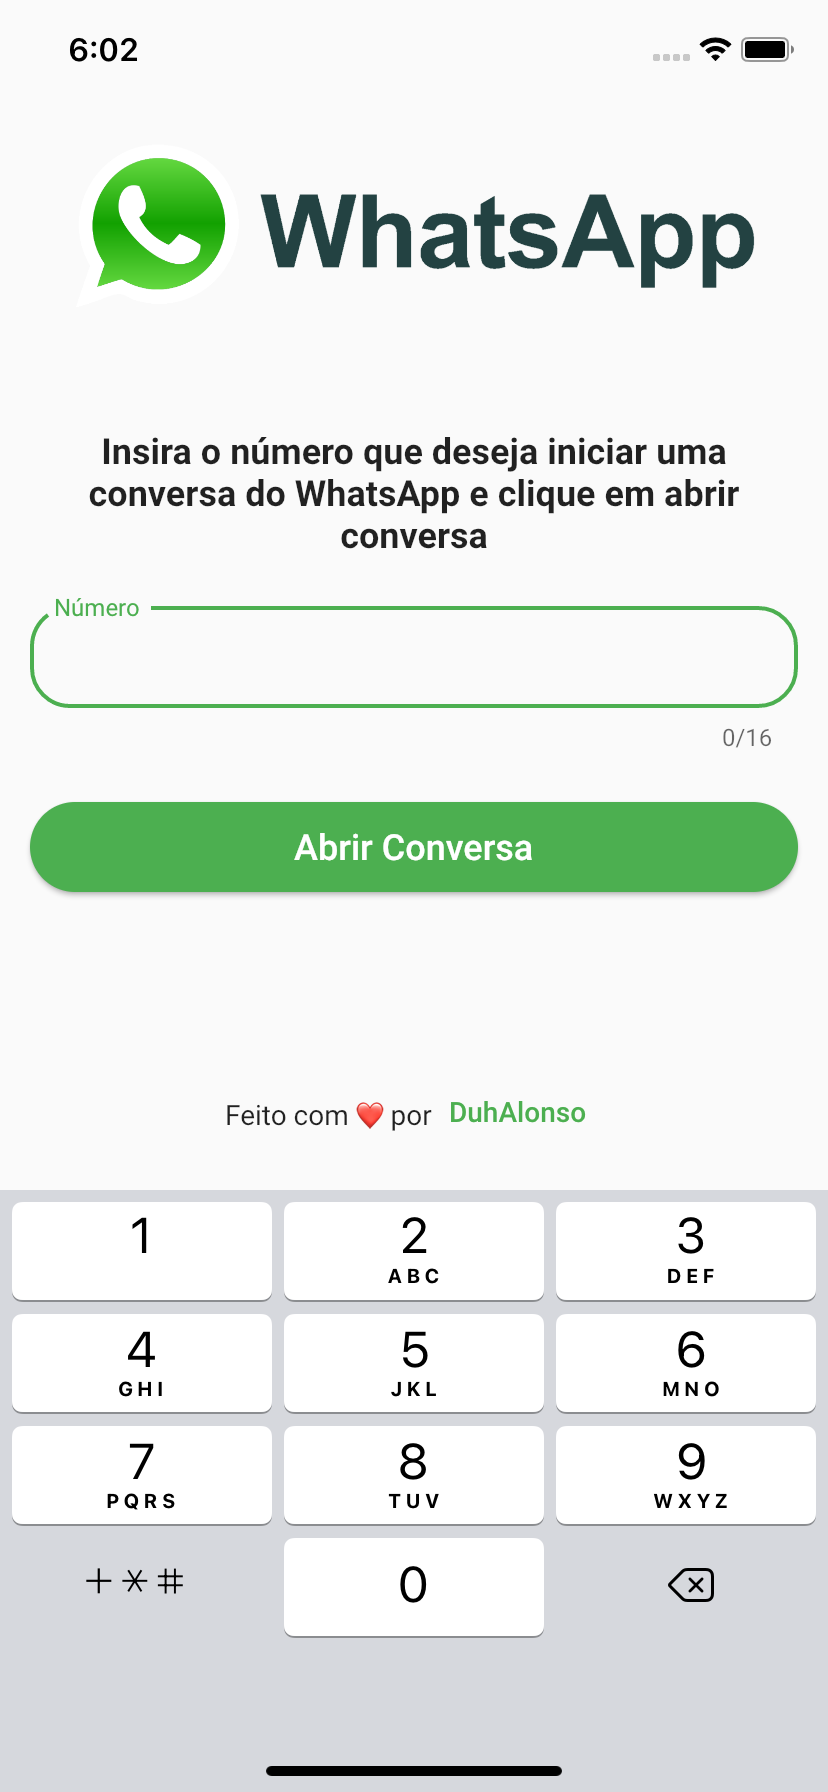 6:02
WhatsApp
Insira o número que deseja iniciar uma
conversa do WhatsApp e clique em abrir
conversa
Número
0/16
Abrir Conversa
Feito com ❤️ por DuhAlonso
1 2 3
ABC DEF
4 5 6
GHI JKL MNO
7 8 9
PQRS TUV WXYZ
+*# 0